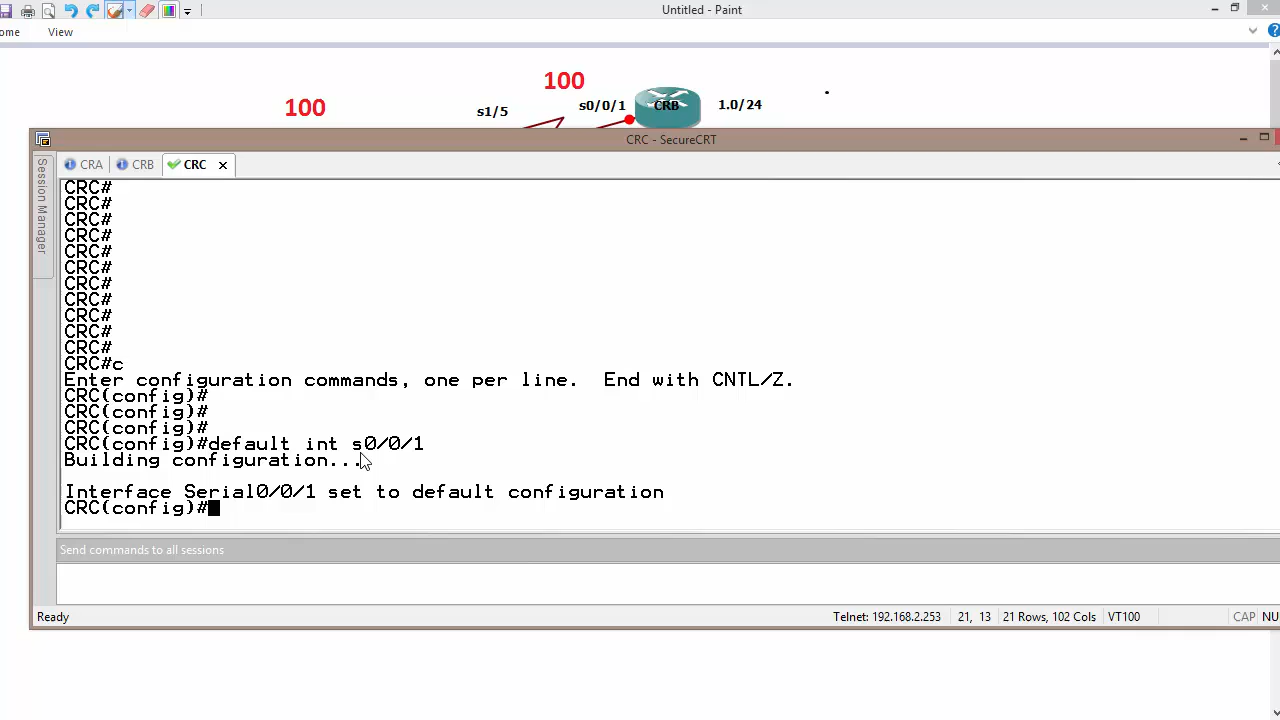 Untitled - Paint
ome View
100
100
s1/5
s0/0/1
CRB
1.0/24
CRC - SecureCRT
CRA CRB CRC
Session Manager
CRC#
CRC#
CRC#
CRC#
CRC#
CRC#
CRC#
CRC#
CRC#
CRC#
CRC#
CRC#c
Enter configuration commands, one per line.  End with CNTL/Z.
CRC(config)#
CRC(config)#
CRC(config)#
CRC(config)#default int s0/0/1
Building configuration...
Interface Serial0/0/1 set to default configuration
CRC(config)#
Send commands to all sessions
Ready Telnet: 192.168.2.253 21, 13 21 Rows, 102 Cols VT100 CAP NU